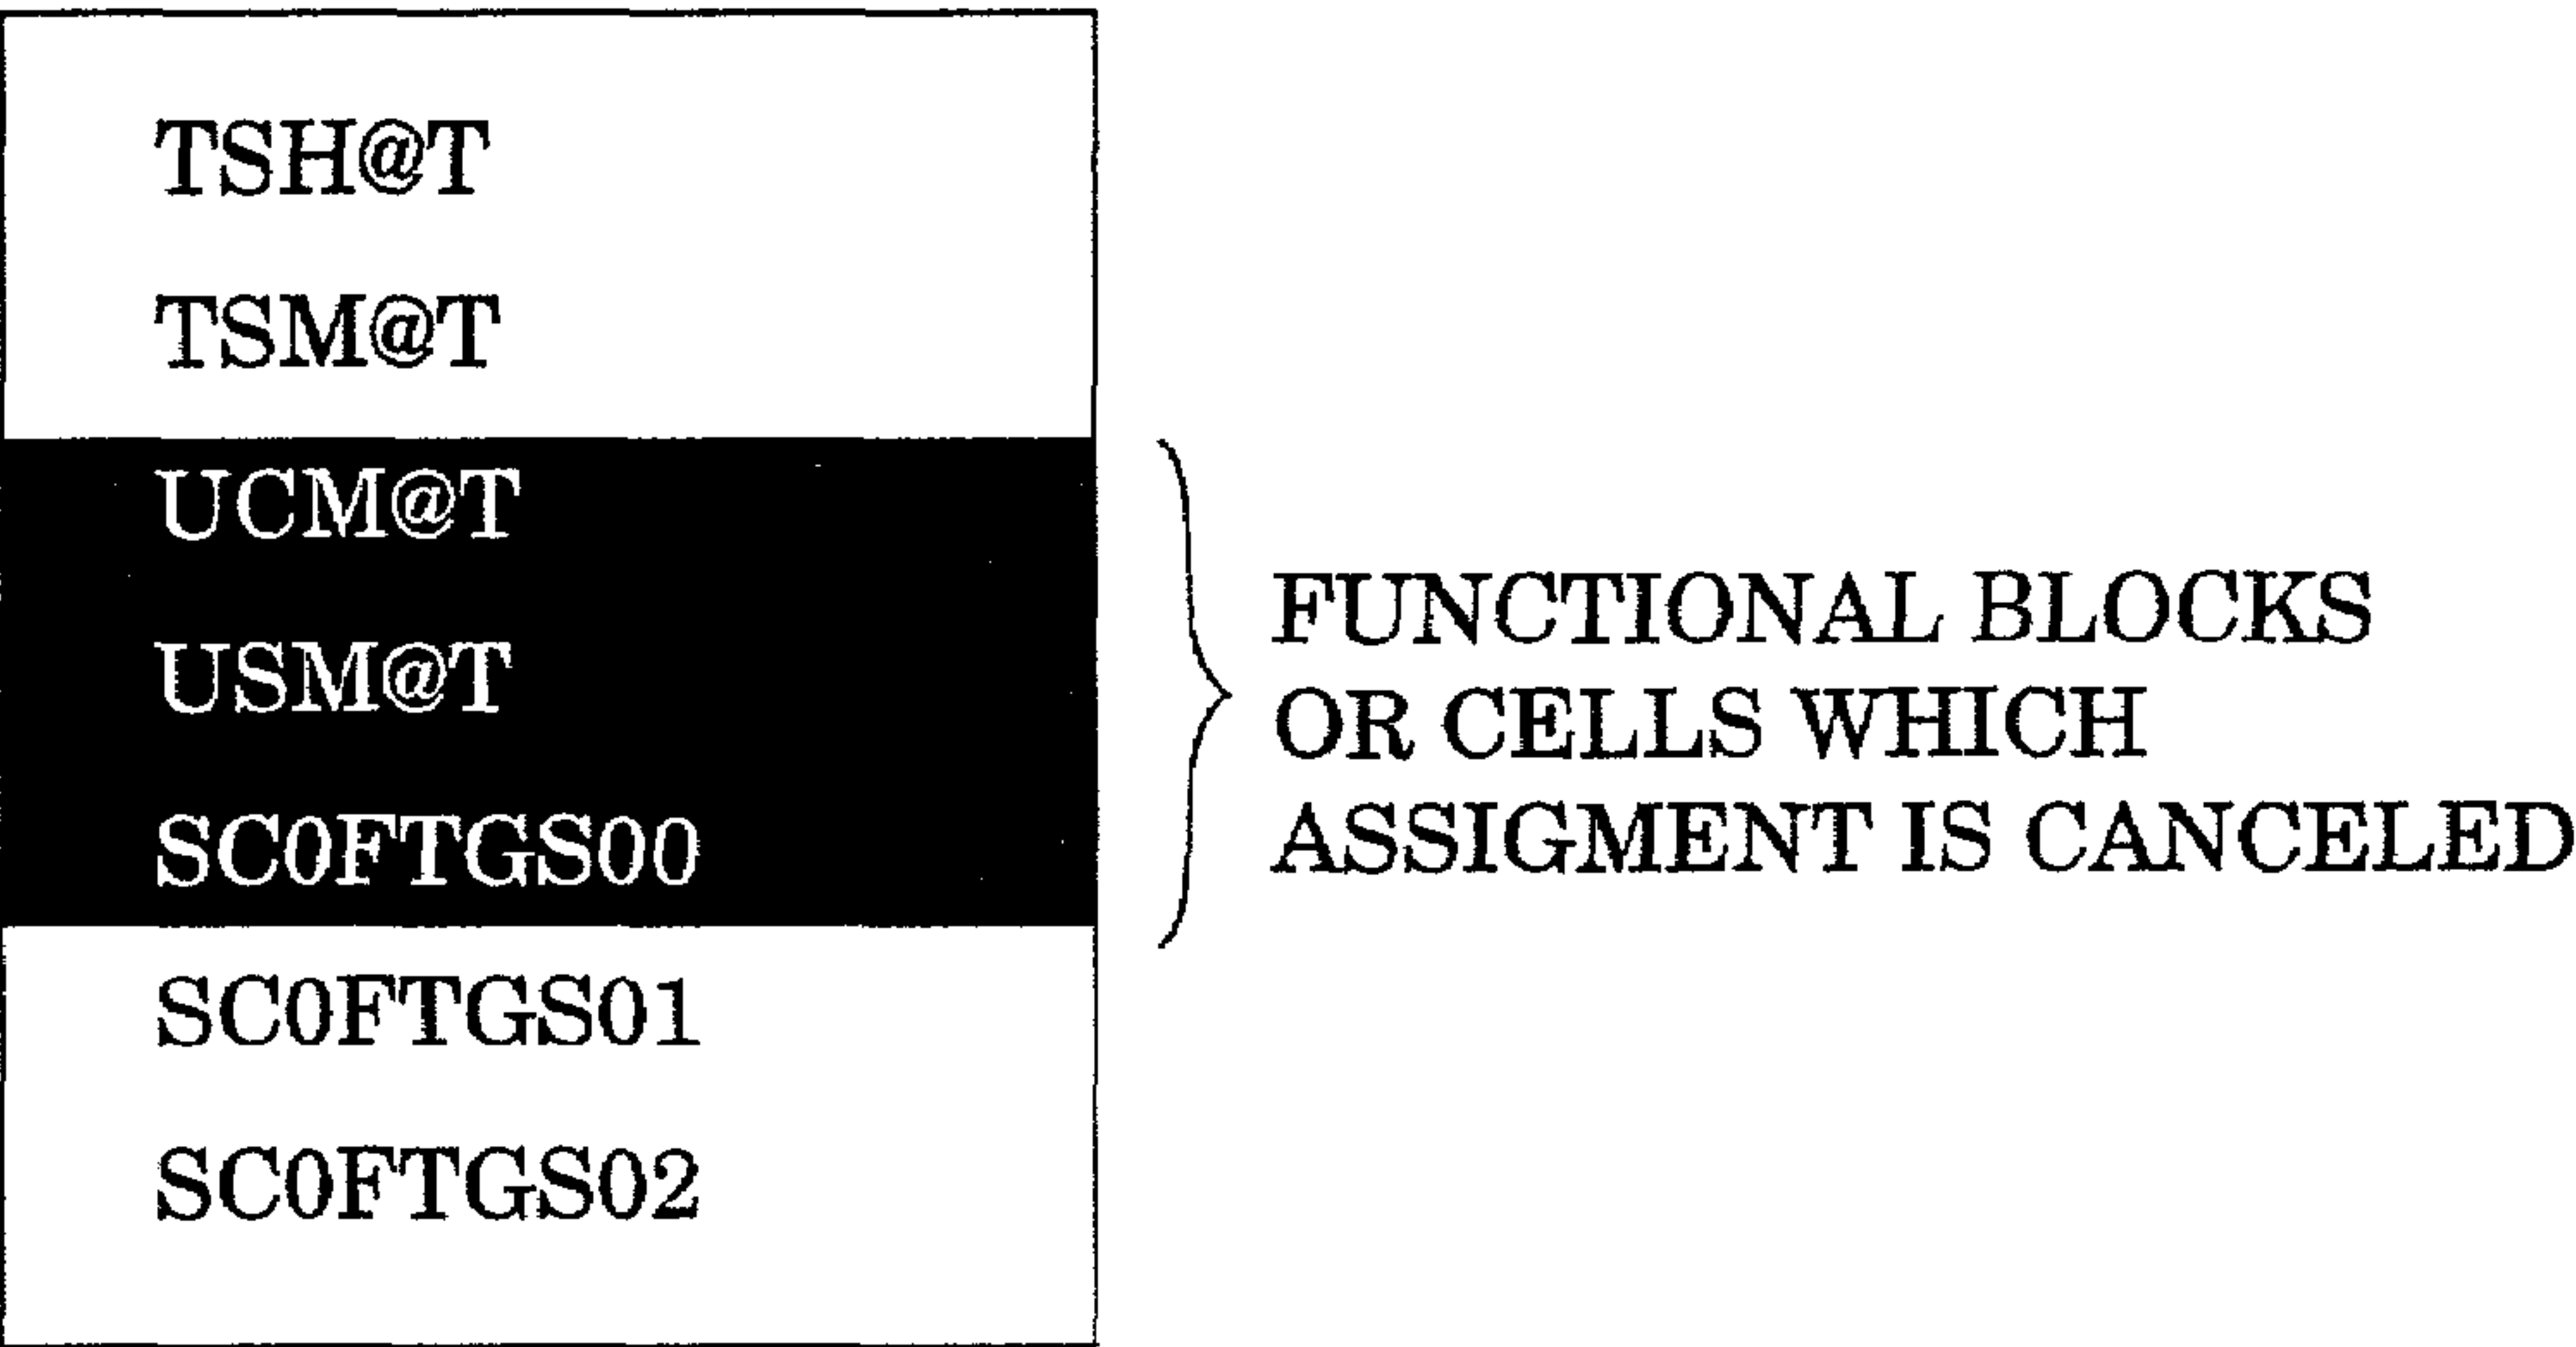 TSH@T
TSM@T
UCM@T
USM@T
SC0FTGS00
SC0FTGS01
SC0FTGS02
FUNCTIONAL BLOCKS
OR CELLS WHICH
ASSIGMENT IS CANCELED